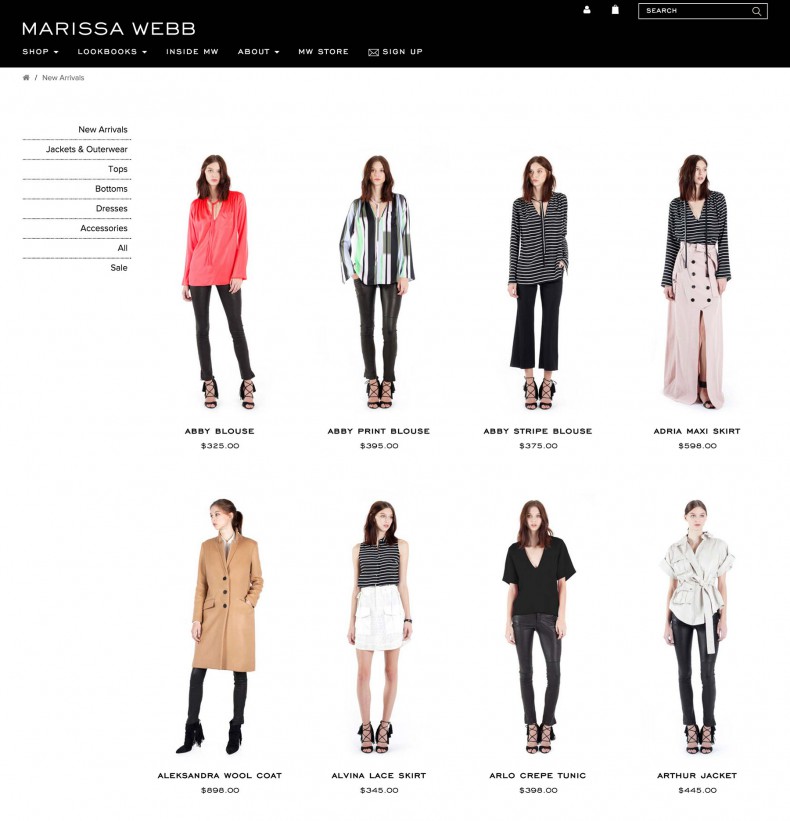 MARISSA WEBB
SEARCH
SHOP LOOKBOOKS INSIDE MW ABOUT MW STORE SIGN UP
/ New Arrivals
New Arrivals
Jackets & Outerwear
Tops
Bottoms
Dresses
Accessories
All
Sale
ABBY BLOUSE
$325.00
ABBY PRINT BLOUSE
$395.00
ABBY STRIPE BLOUSE
$375.00
ADRIA MAXI SKIRT
$598.00
ALEKSANDRA WOOL COAT
$898.00
ALVINA LACE SKIRT
$345.00
ARLO CREPE TUNIC
$398.00
ARTHUR JACKET
$445.00